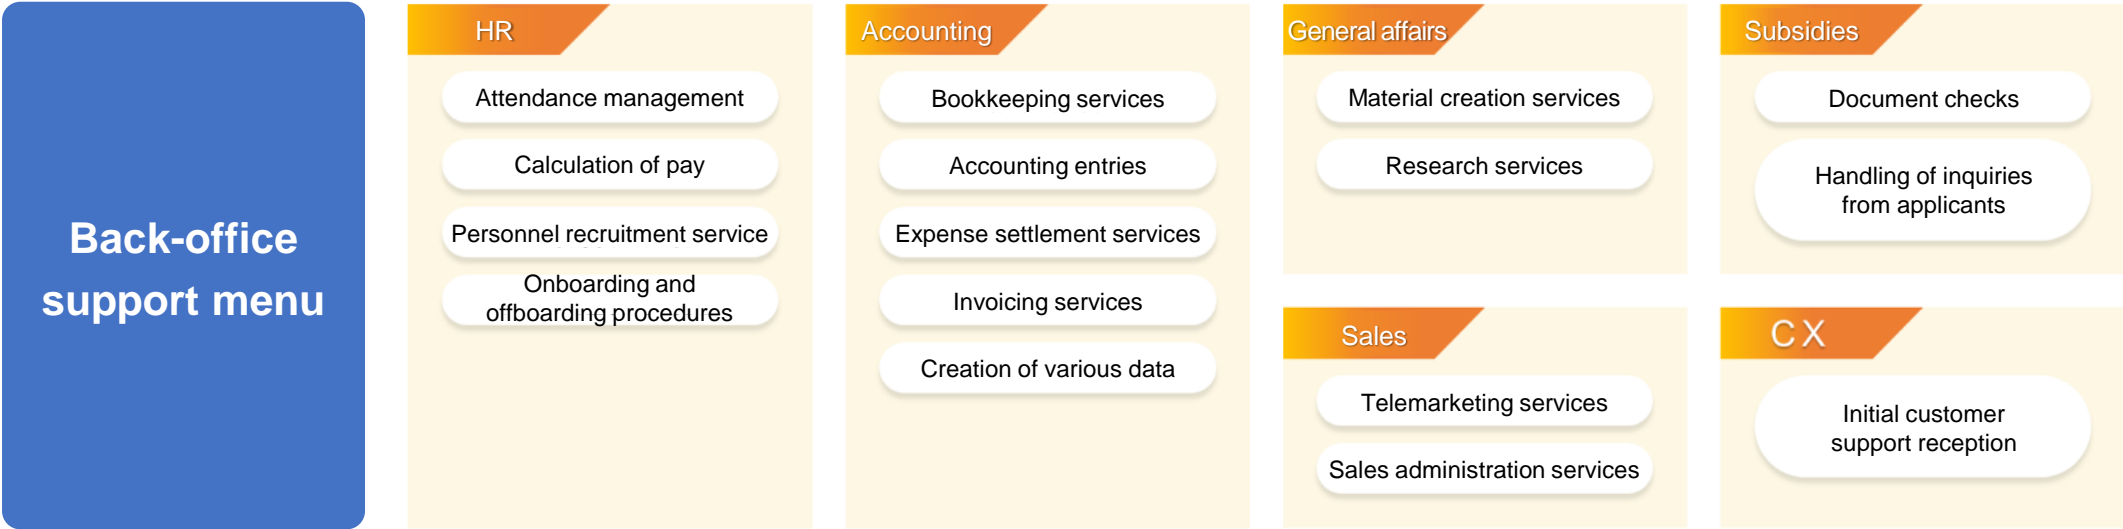 Back-office
support menu
HR
Attendance management
Calculation of pay
Personnel recruitment service
Onboarding and
offboarding procedures
Accounting
Bookkeeping services
Accounting entries
Expense settlement services
Invoicing services
Creation of various data
General affairs
Material creation services
Research services
Subsidies
Document checks
Handling of inquiries
from applicants
Sales
Telemarketing services
Sales administration services
CX
Initial customer
support reception